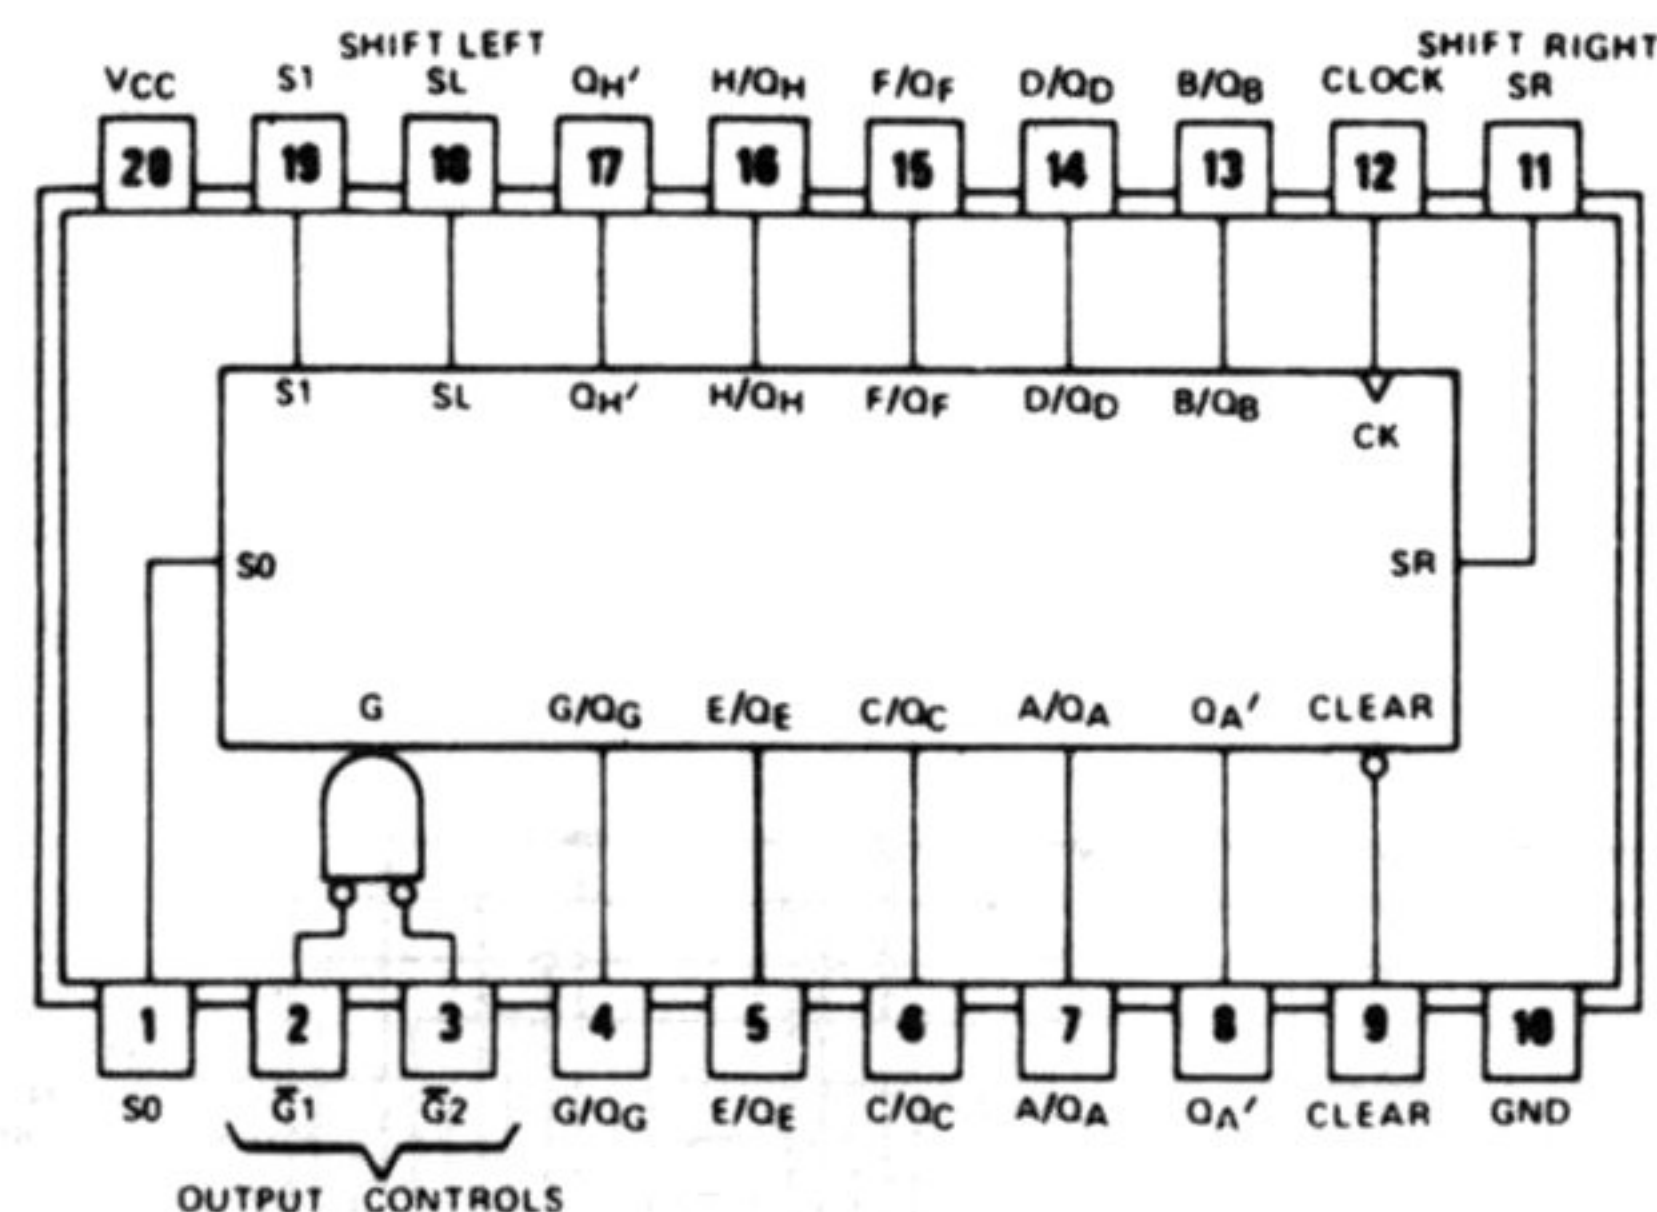 SHIFT LEFT SHIFT RIGHT
VCC S1 SL QH′ H/QH F/QF D/QD B/QB CLOCK SR
20 19 18 17 16 15 14 13 12 11
S1 SL QH′ H/QH F/QF D/QD B/QB
CK
S0 SR
G G/QG E/QE C/QC A/QA QA′ CLEAR
1 2 3 4 5 6 7 8 9 10
S0 G̅1 G̅2 G/QG E/QE C/QC A/QA QA′ CLEAR GND
OUTPUT CONTROLS